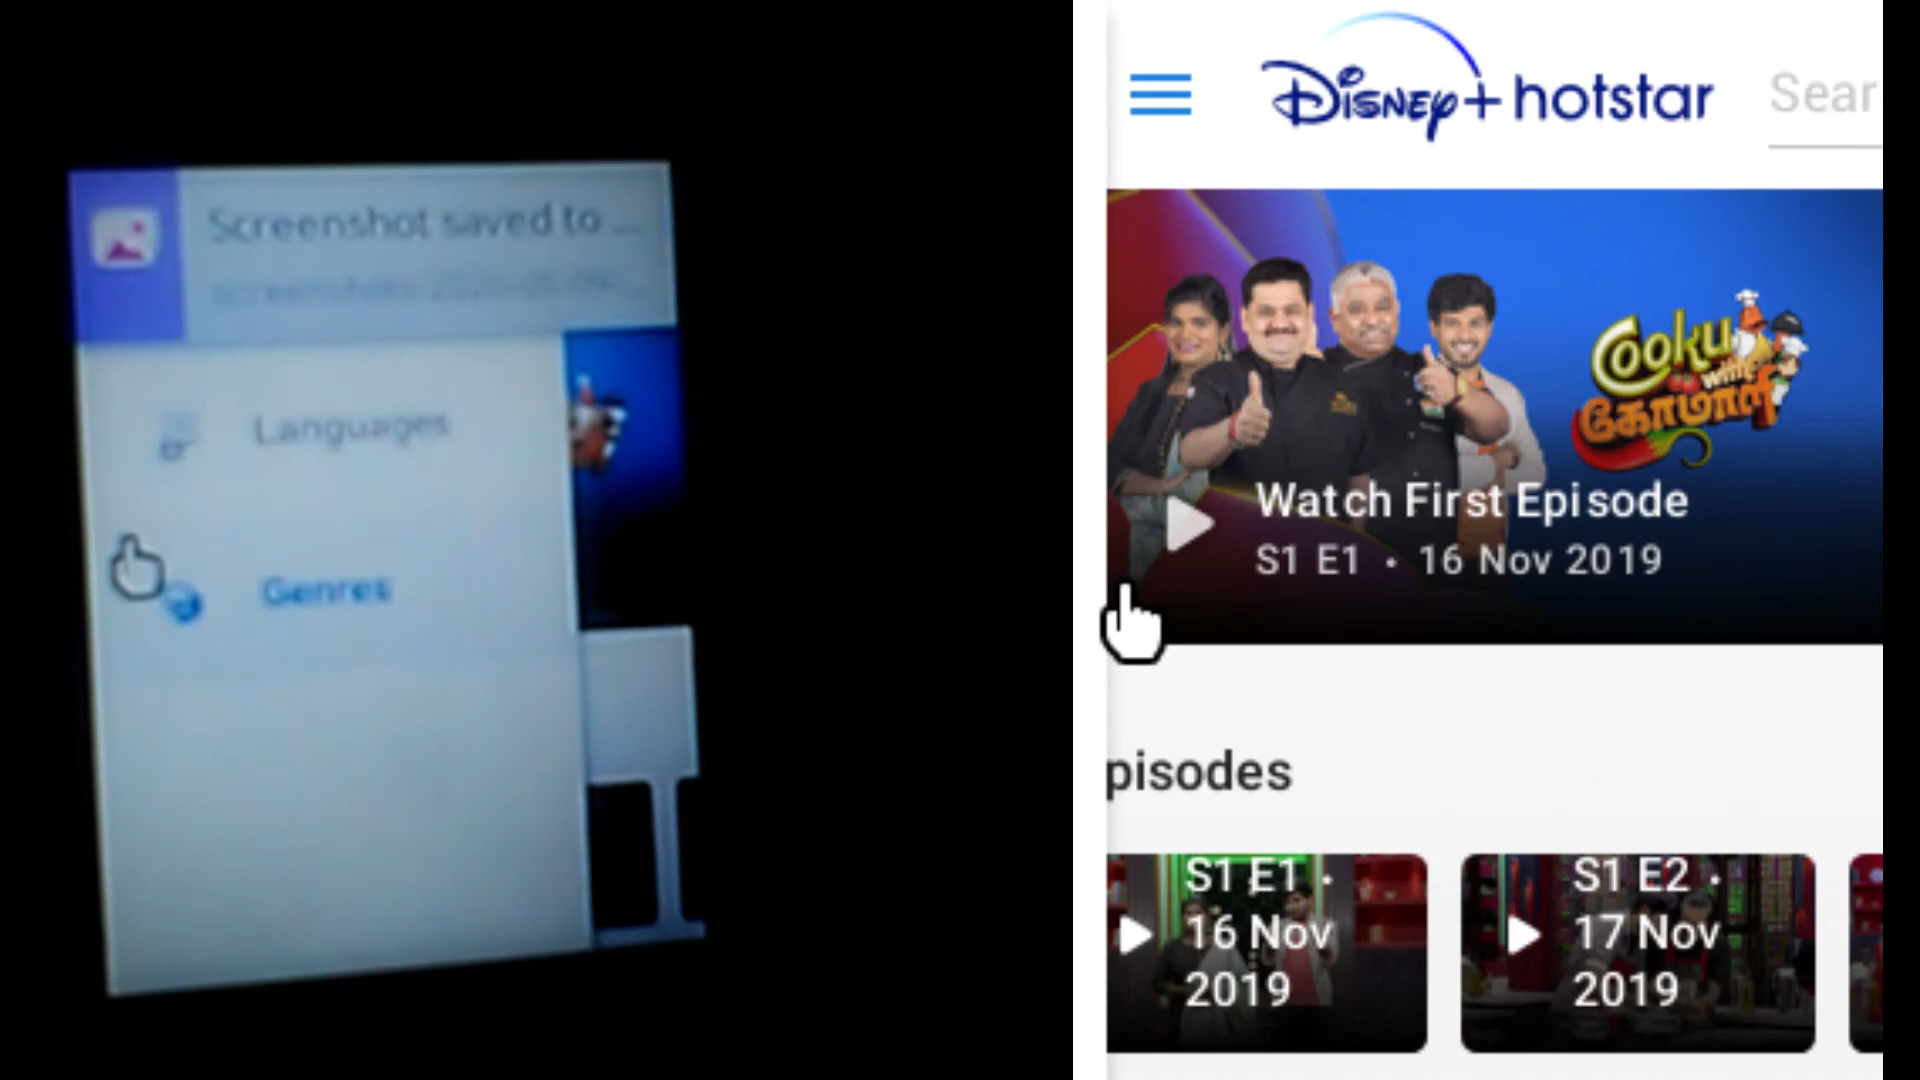 Screenshot saved to ...
Languages
Genres
Disney+ hotstar
Sear
Cooku
with
கோமாளி
Watch First Episode
S1 E1 • 16 Nov 2019
pisodes
S1 E1 •
16 Nov
2019
S1 E2 •
17 Nov
2019